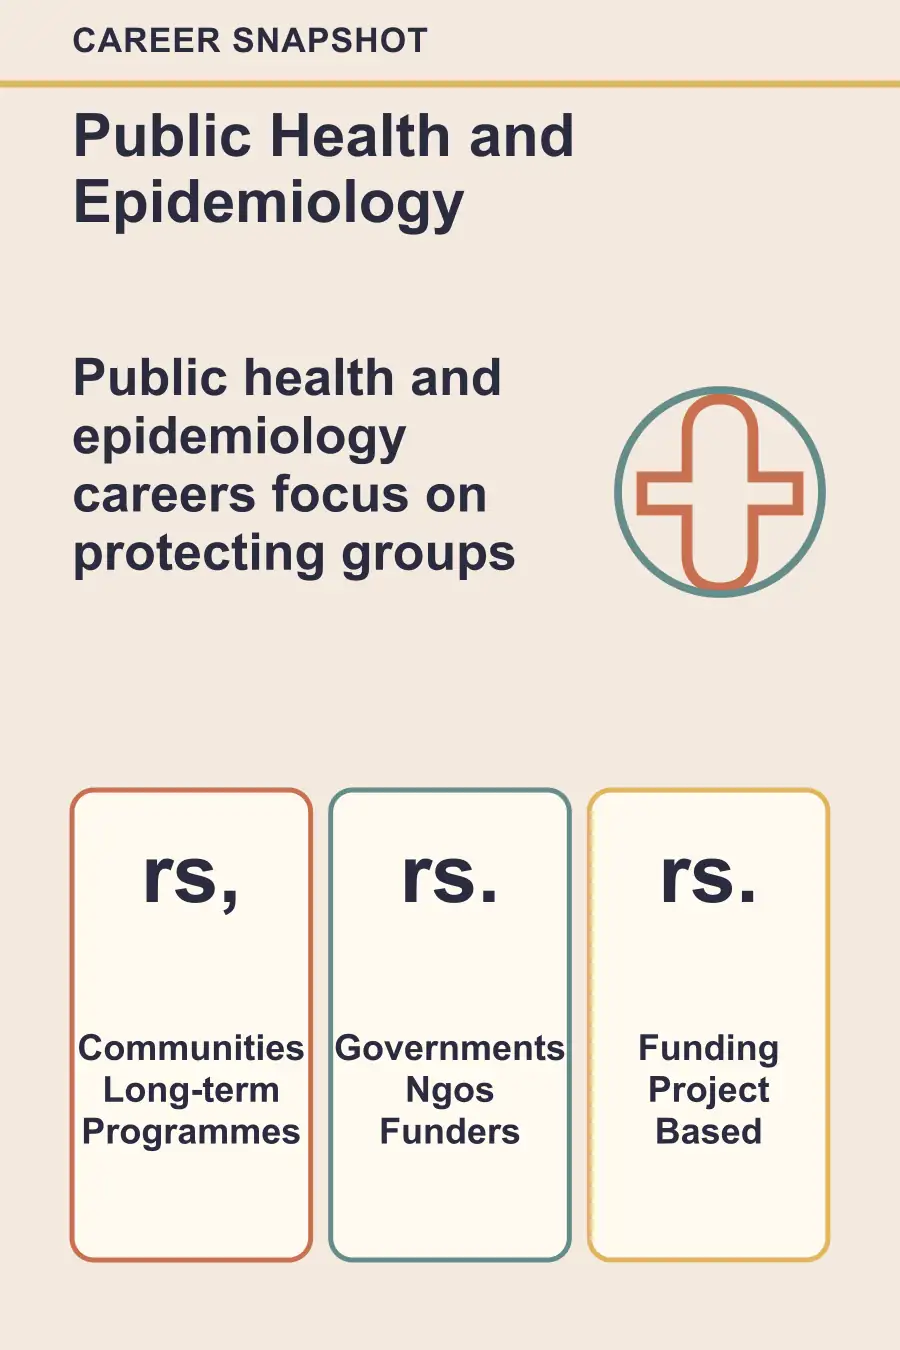 CAREER SNAPSHOT
Public Health and
Epidemiology
Public health and
epidemiology
careers focus on
protecting groups
rs,
Communities
Long-term
Programmes
rs.
Governments
Ngos
Funders
rs.
Funding
Project
Based